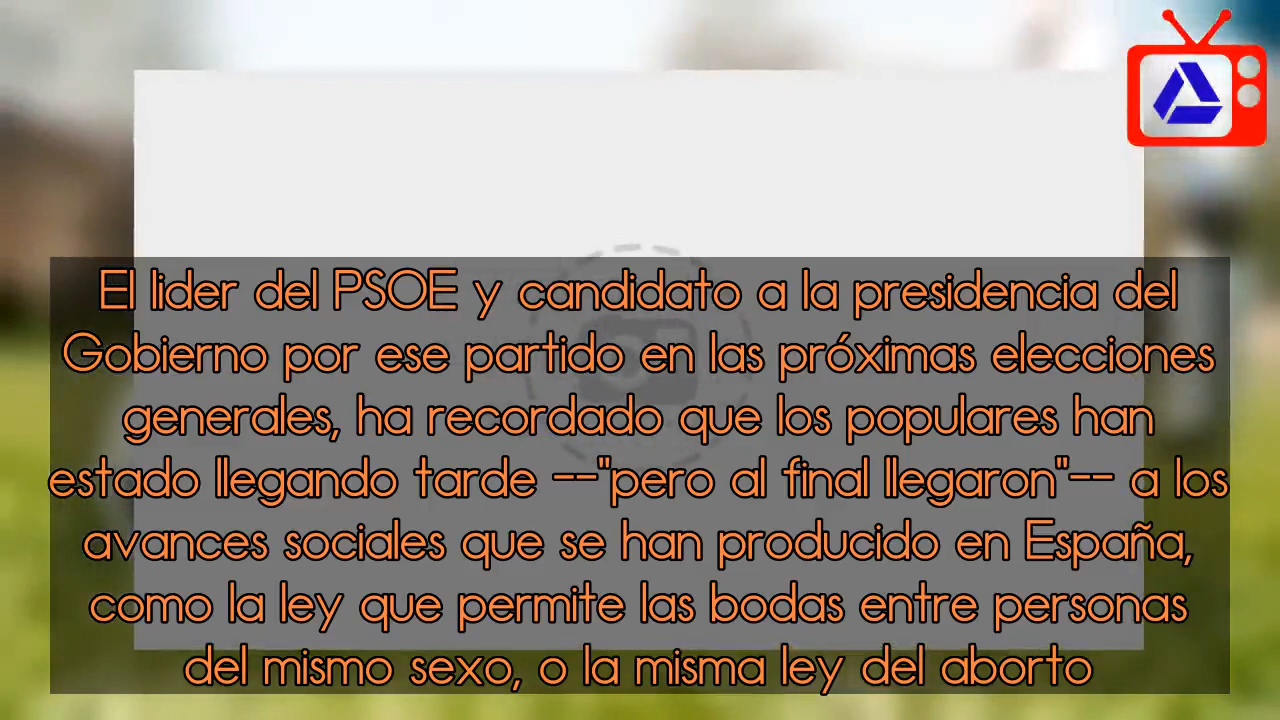 El lider del PSOE y candidato a la presidencia del
Gobierno por ese partido en las próximas elecciones
generales, ha recordado que los populares han
estado llegando tarde --"pero al final llegaron"-- a los
avances sociales que se han producido en España,
como la ley que permite las bodas entre personas
del mismo sexo, o la misma ley del aborto